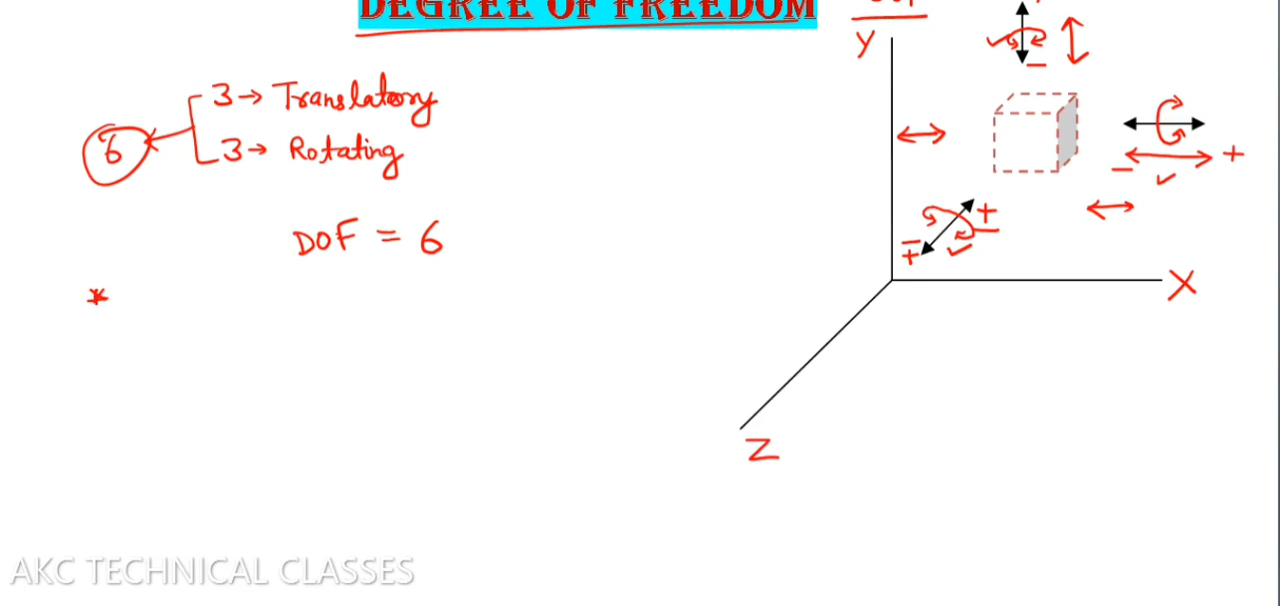 DEGREE OF FREEDOM
Y
3→ Translatory
6
3→ Rotating
DOF = 6
*
−
− +
+
∓
X
Z
AKC TECHNICAL CLASSES